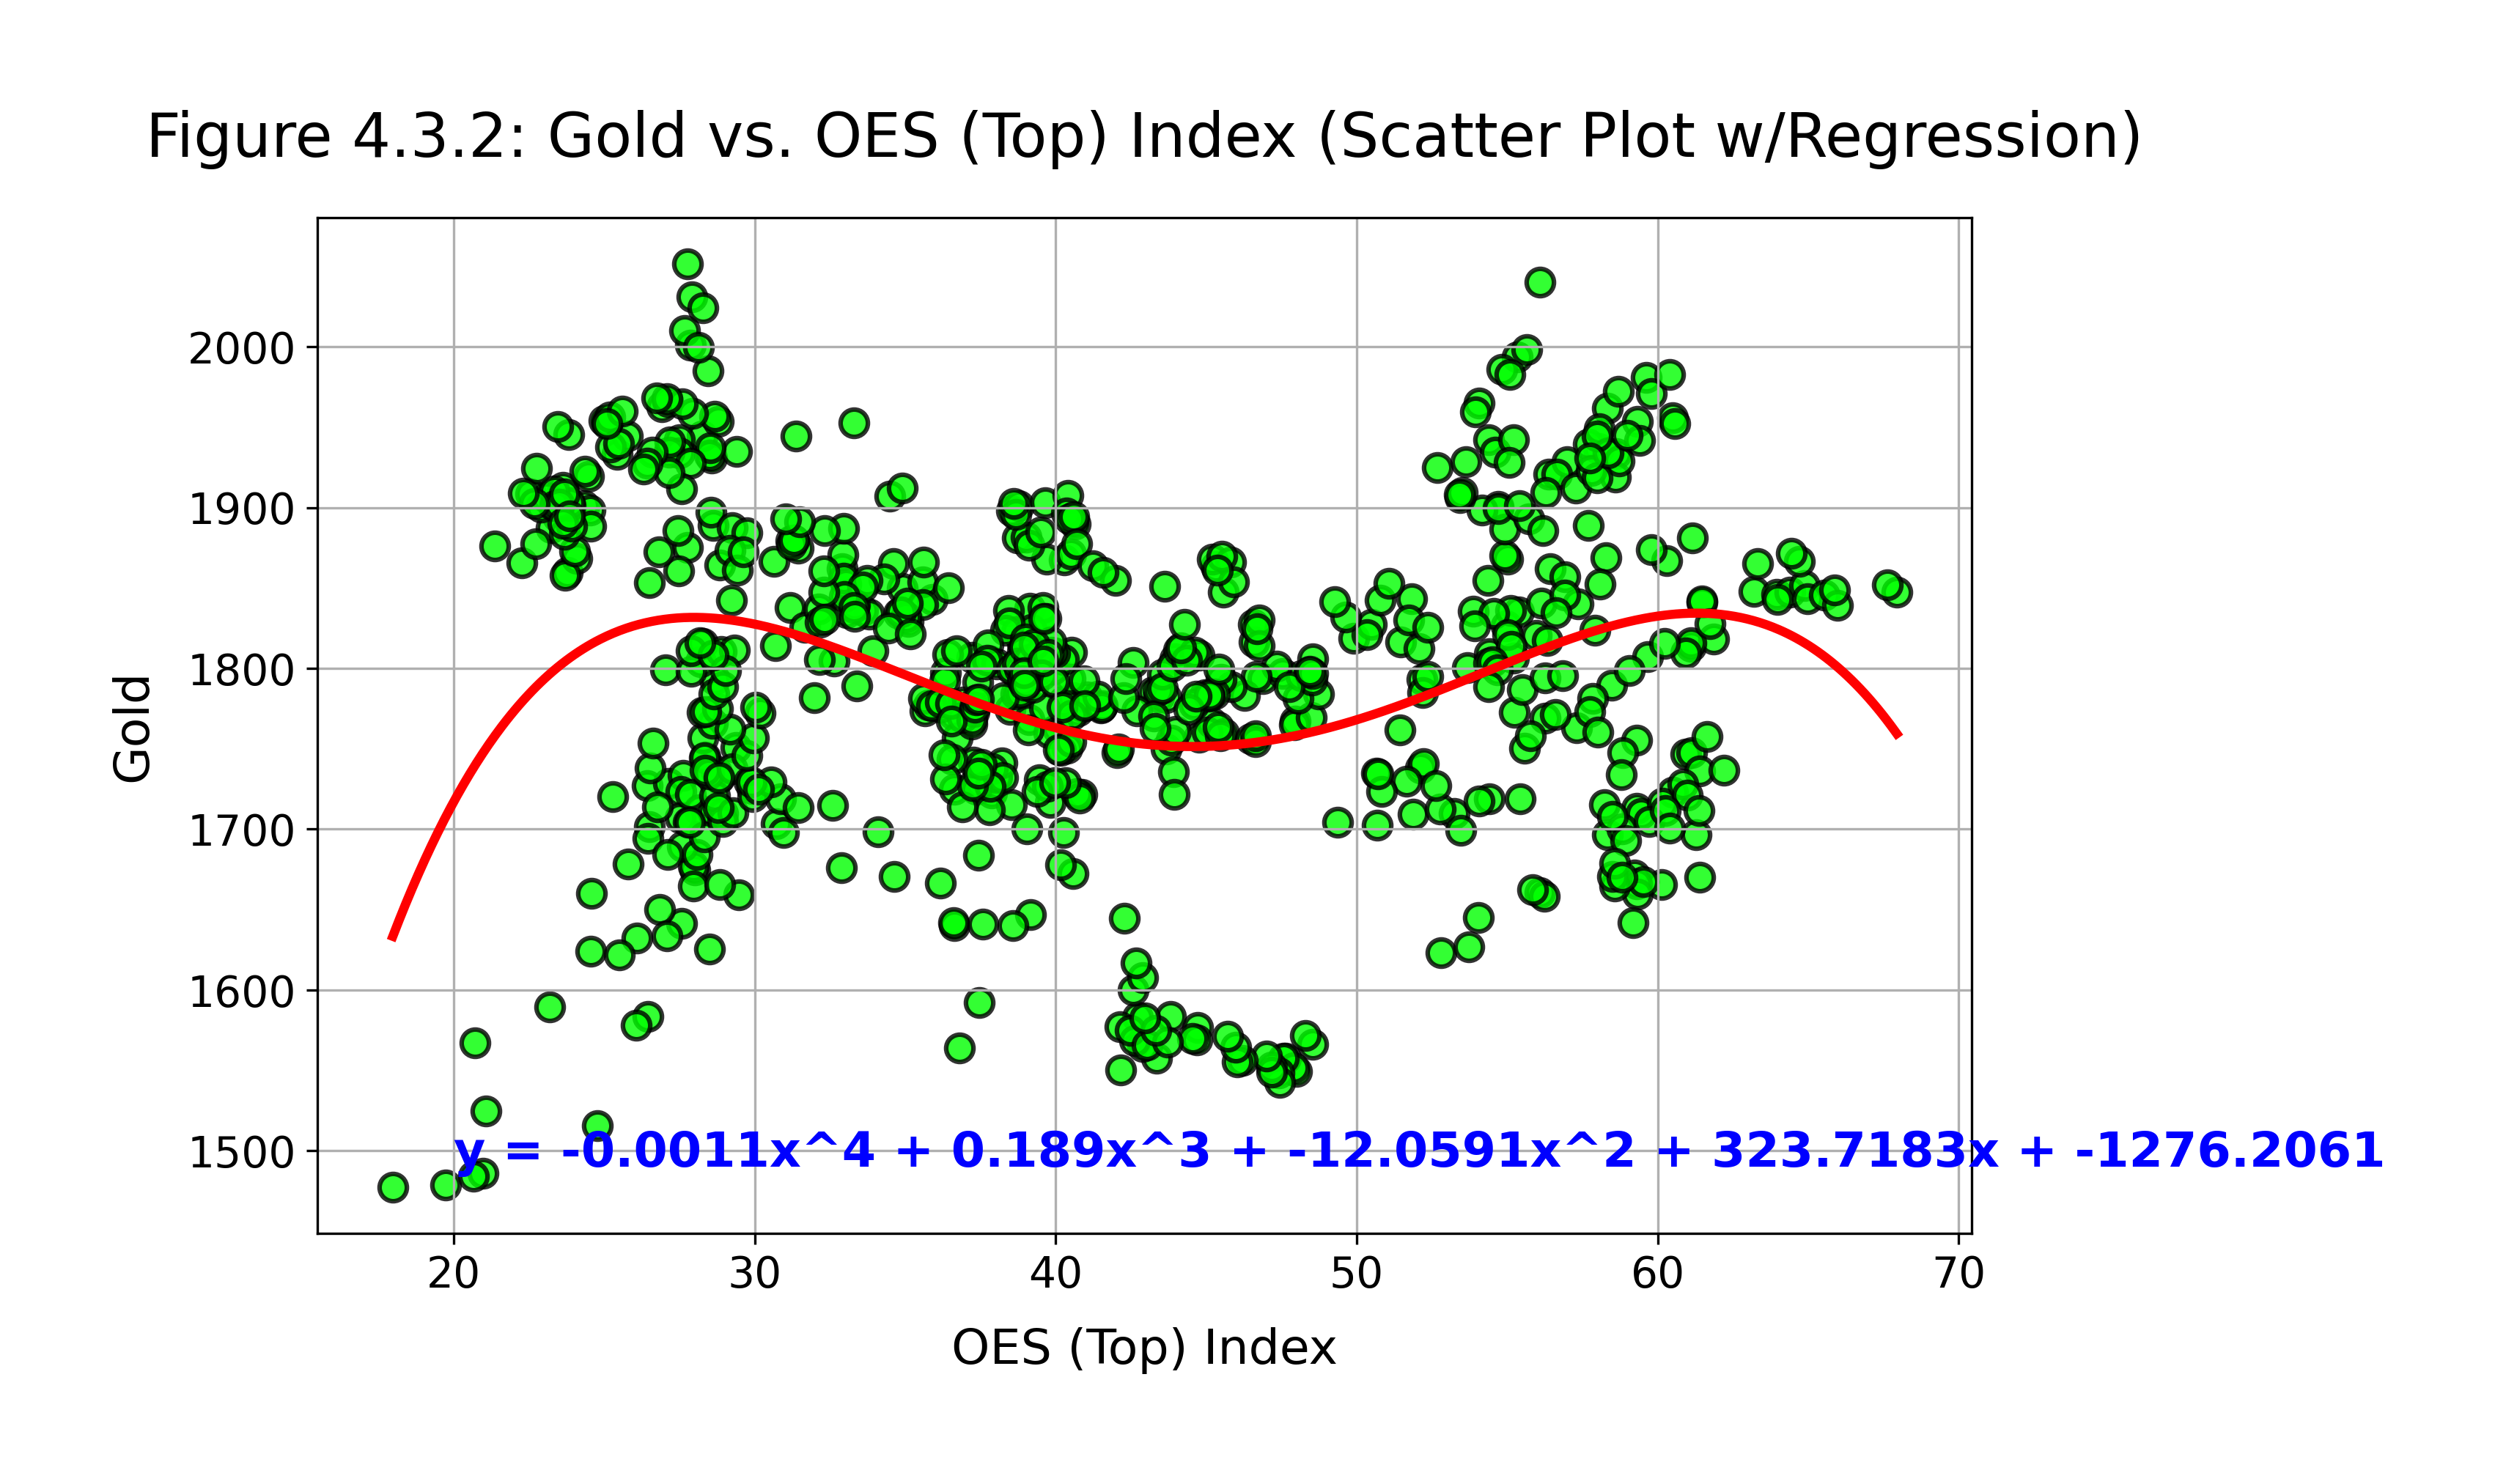 Figure 4.3.2: Gold vs. OES (Top) Index (Scatter Plot w/Regression)
Gold
2000
1900
1800
1700
1600
1500
y = -0.0011x^4 + 0.189x^3 + -12.0591x^2 + 323.7183x + -1276.2061
20 30 40 50 60 70
OES (Top) Index